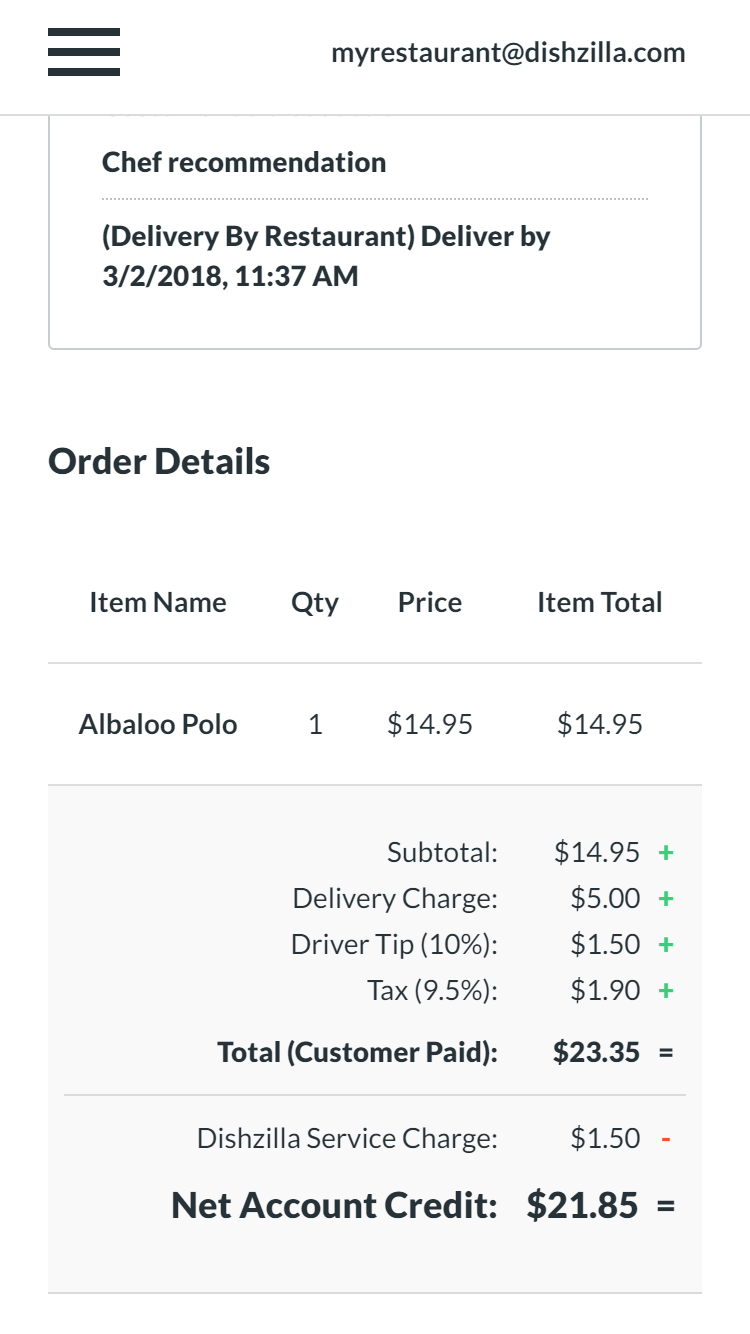 myrestaurant@dishzilla.com
Chef recommendation
(Delivery By Restaurant) Deliver by
3/2/2018, 11:37 AM
Order Details
Item Name Qty Price Item Total
Albaloo Polo 1 $14.95 $14.95
Subtotal: $14.95 +
Delivery Charge: $5.00 +
Driver Tip (10%): $1.50 +
Tax (9.5%): $1.90 +
Total (Customer Paid): $23.35 =
Dishzilla Service Charge: $1.50 -
Net Account Credit: $21.85 =